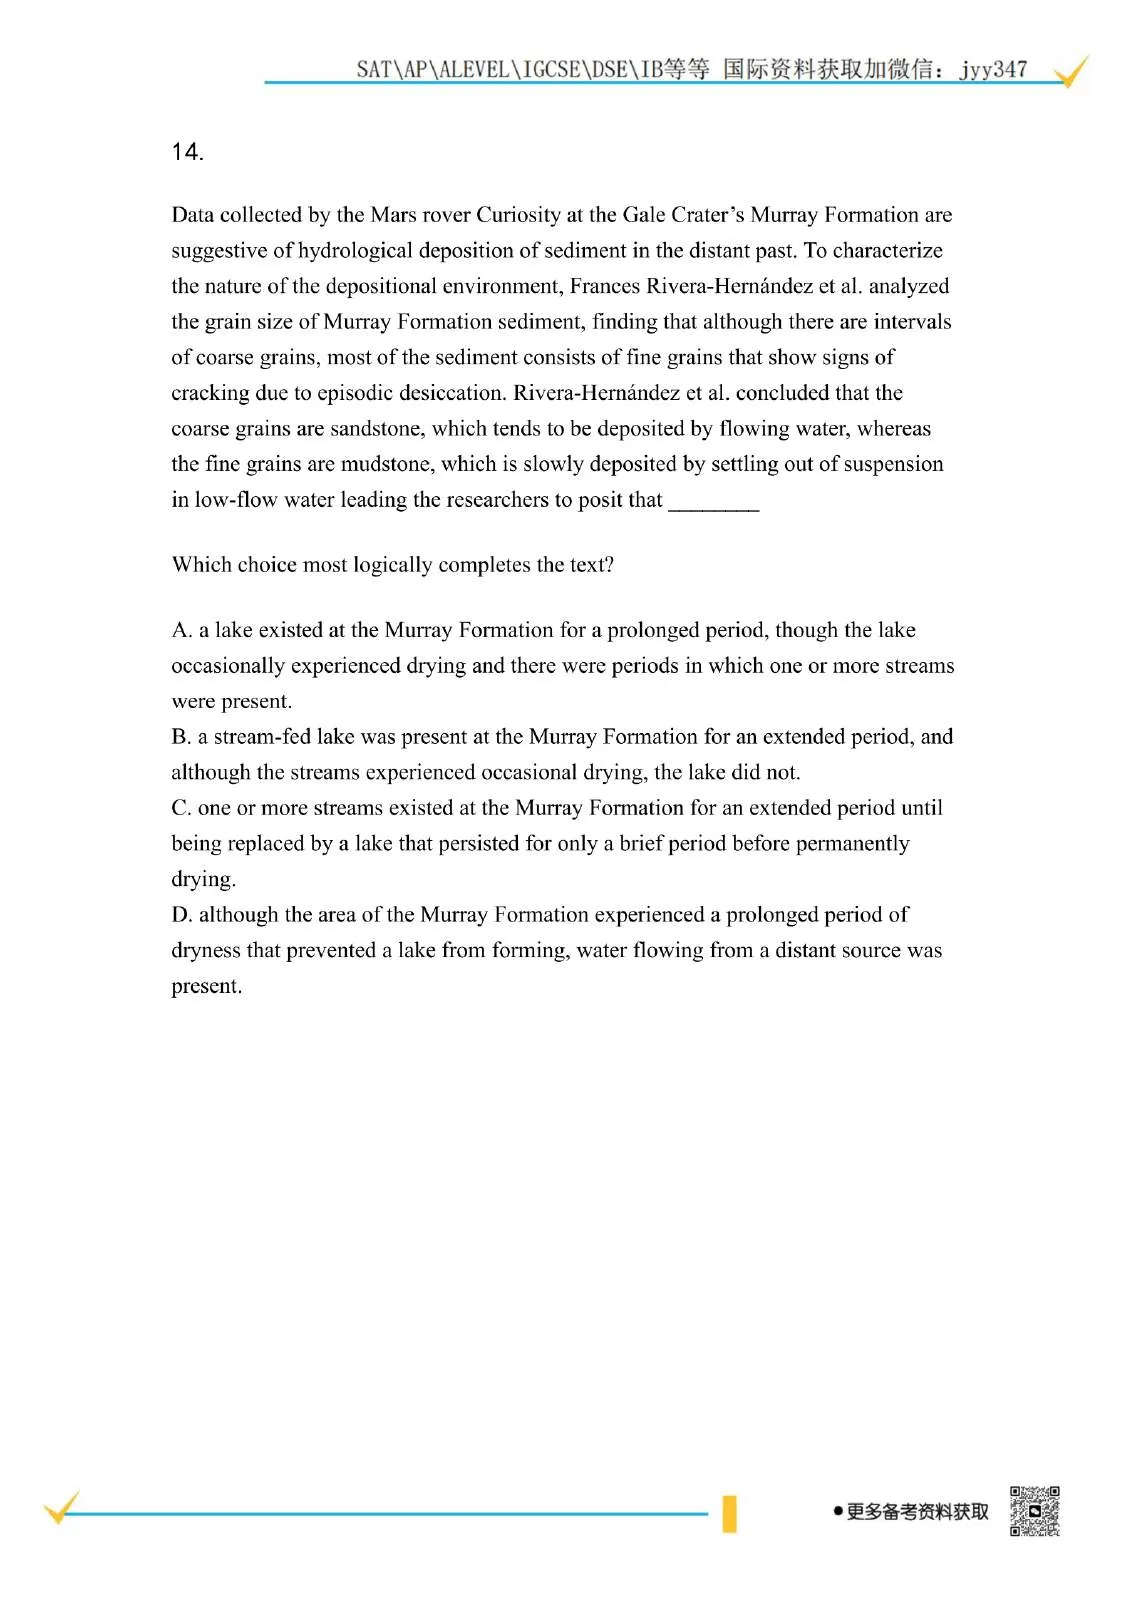 SAT\AP\ALEVEL\IGCSE\DSE\IB等等 国际资料获取加微信：jyy347
14.
Data collected by the Mars rover Curiosity at the Gale Crater’s Murray Formation are
suggestive of hydrological deposition of sediment in the distant past. To characterize
the nature of the depositional environment, Frances Rivera-Hernández et al. analyzed
the grain size of Murray Formation sediment, finding that although there are intervals
of coarse grains, most of the sediment consists of fine grains that show signs of
cracking due to episodic desiccation. Rivera-Hernández et al. concluded that the
coarse grains are sandstone, which tends to be deposited by flowing water, whereas
the fine grains are mudstone, which is slowly deposited by settling out of suspension
in low-flow water leading the researchers to posit that ________
Which choice most logically completes the text?
A. a lake existed at the Murray Formation for a prolonged period, though the lake
occasionally experienced drying and there were periods in which one or more streams
were present.
B. a stream-fed lake was present at the Murray Formation for an extended period, and
although the streams experienced occasional drying, the lake did not.
C. one or more streams existed at the Murray Formation for an extended period until
being replaced by a lake that persisted for only a brief period before permanently
drying.
D. although the area of the Murray Formation experienced a prolonged period of
dryness that prevented a lake from forming, water flowing from a distant source was
present.
●更多备考资料获取